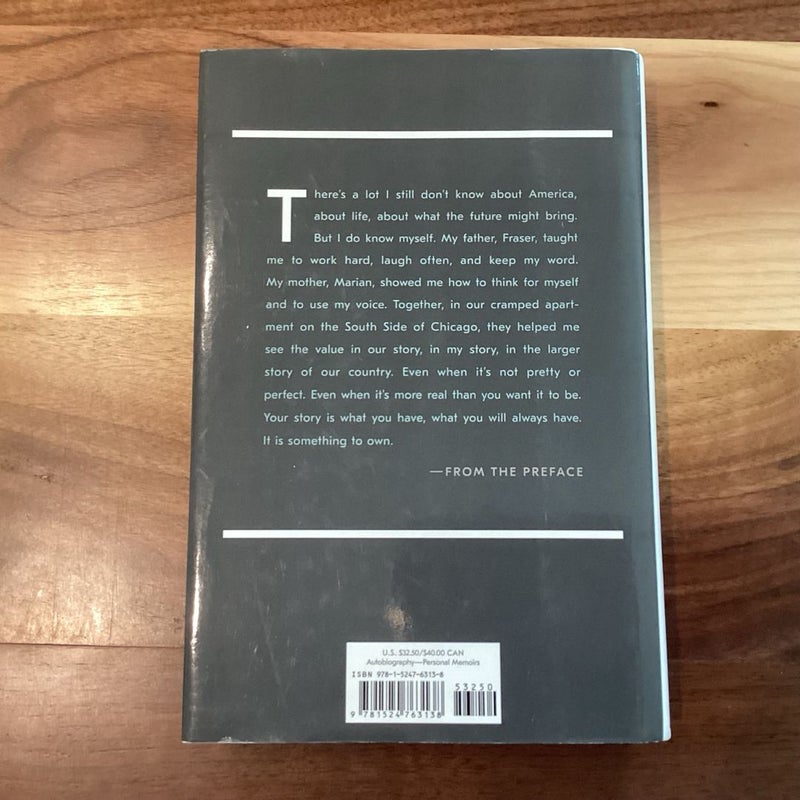 There's a lot I still don't know about America,
about life, about what the future might bring.
But I do know myself. My father, Fraser, taught
me to work hard, laugh often, and keep my word.
My mother, Marian, showed me how to think for myself
and to use my voice. Together, in our cramped apart-
ment on the South Side of Chicago, they helped me
see the value in our story, in my story, in the larger
story of our country. Even when it's not pretty or
perfect. Even when it's more real than you want it to be.
Your story is what you have, what you will always have.
It is something to own.
—FROM THE PREFACE
U.S. $32.50/$40.00 CAN
Autobiography—Personal Memoirs
ISBN 978-1-5247-6313-8
53250
9 781524 763138